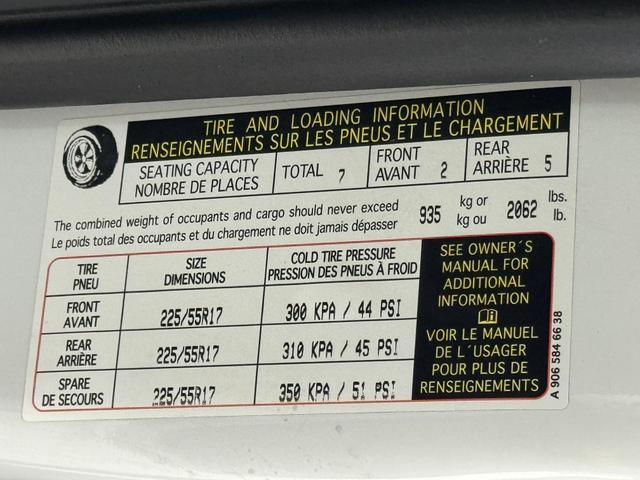 TIRE AND LOADING INFORMATION
RENSEIGNEMENTS SUR LES PNEUS ET LE CHARGEMENT
SEATING CAPACITY
NOMBRE DE PLACES
TOTAL 7
FRONT
AVANT 2
REAR
ARRIÈRE 5
The combined weight of occupants and cargo should never exceed
Le poids total des occupants et du chargement ne doit jamais dépasser
935 kg or
kg ou
2062 lbs.
lb.
TIRE
PNEU
SIZE
DIMENSIONS
COLD TIRE PRESSURE
PRESSION DES PNEUS À FROID
FRONT
AVANT
225/55R17
300 KPA / 44 PSI
REAR
ARRIÈRE
225/55R17
310 KPA / 45 PSI
SPARE
DE SECOURS
225/55R17
350 KPA / 51 PSI
SEE OWNER´S
MANUAL FOR
ADDITIONAL
INFORMATION
VOIR LE MANUEL
DE L´USAGER
POUR PLUS DE
RENSEIGNEMENTS
A 906 584 66 38